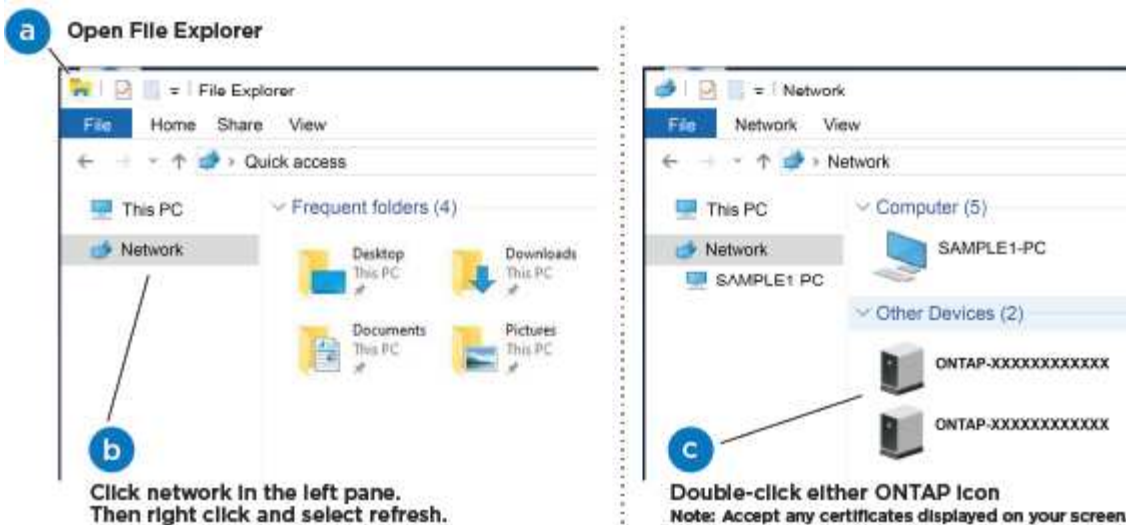 a
Open File Explorer
File Explorer
File Home Share View
Quick access
This PC
Network
Frequent folders (4)
Desktop
This PC
Downloads
This PC
Documents
This PC
Pictures
This PC
b
Click network in the left pane.
Then right click and select refresh.
Network
File Network View
Network
This PC
Network
SAMPLE1 PC
Computer (5)
SAMPLE1-PC
Other Devices (2)
ONTAP-XXXXXXXXXXXX
ONTAP-XXXXXXXXXXXX
c
Double-click either ONTAP icon
Note: Accept any certificates displayed on your screen